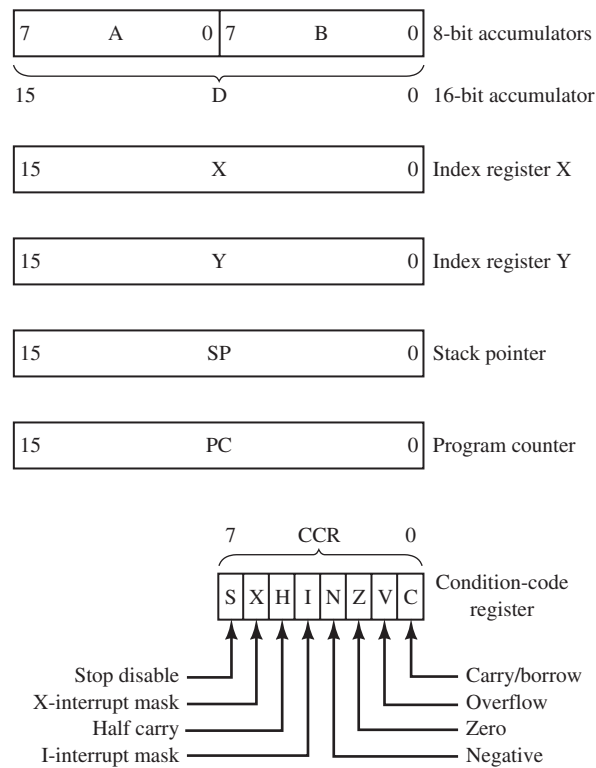 7 A 0 7 B 0 8-bit accumulators
15 D 0 16-bit accumulator
15 X 0 Index register X
15 Y 0 Index register Y
15 SP 0 Stack pointer
15 PC 0 Program counter
7 CCR 0
S X H I N Z V C
Condition-code
register
Stop disable
X-interrupt mask
Half carry
I-interrupt mask
Carry/borrow
Overflow
Zero
Negative